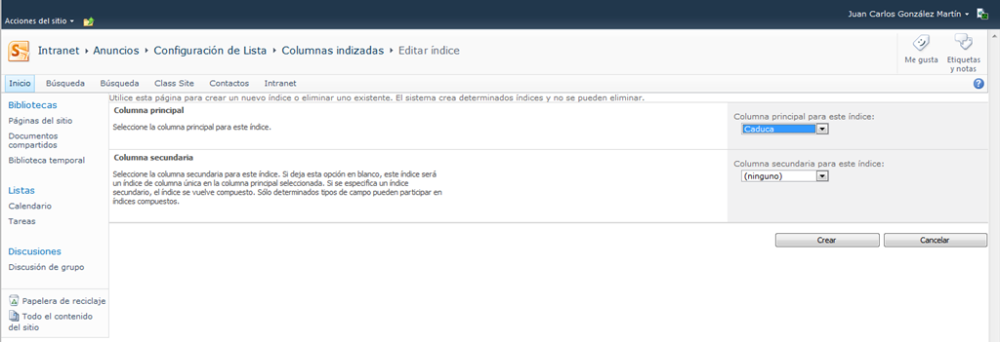 Acciones del sitio
Juan Carlos González Martín
Intranet ▸ Anuncios ▸ Configuración de Lista ▸ Columnas indizadas ▸ Editar índice
Me gusta
Etiquetas
y notas
Inicio Búsqueda Búsqueda Class Site Contactos Intranet
Bibliotecas
Páginas del sitio
Documentos
compartidos
Biblioteca temporal
Listas
Calendario
Tareas
Discusiones
Discusión de grupo
Papelera de reciclaje
Todo el contenido
del sitio
Utilice esta página para crear un nuevo índice o eliminar uno existente. El sistema crea determinados índices y no se pueden eliminar.
Columna principal
Seleccione la columna principal para este índice.
Columna principal para este índice:
Caduca
Columna secundaria
Seleccione la columna secundaria para este índice. Si deja esta opción en blanco, este índice será
un índice de columna única en la columna principal seleccionada. Si se especifica un índice
secundario, el índice se vuelve compuesto. Sólo determinados tipos de campo pueden participar en
índices compuestos.
Columna secundaria para este índice:
(ninguno)
Crear
Cancelar